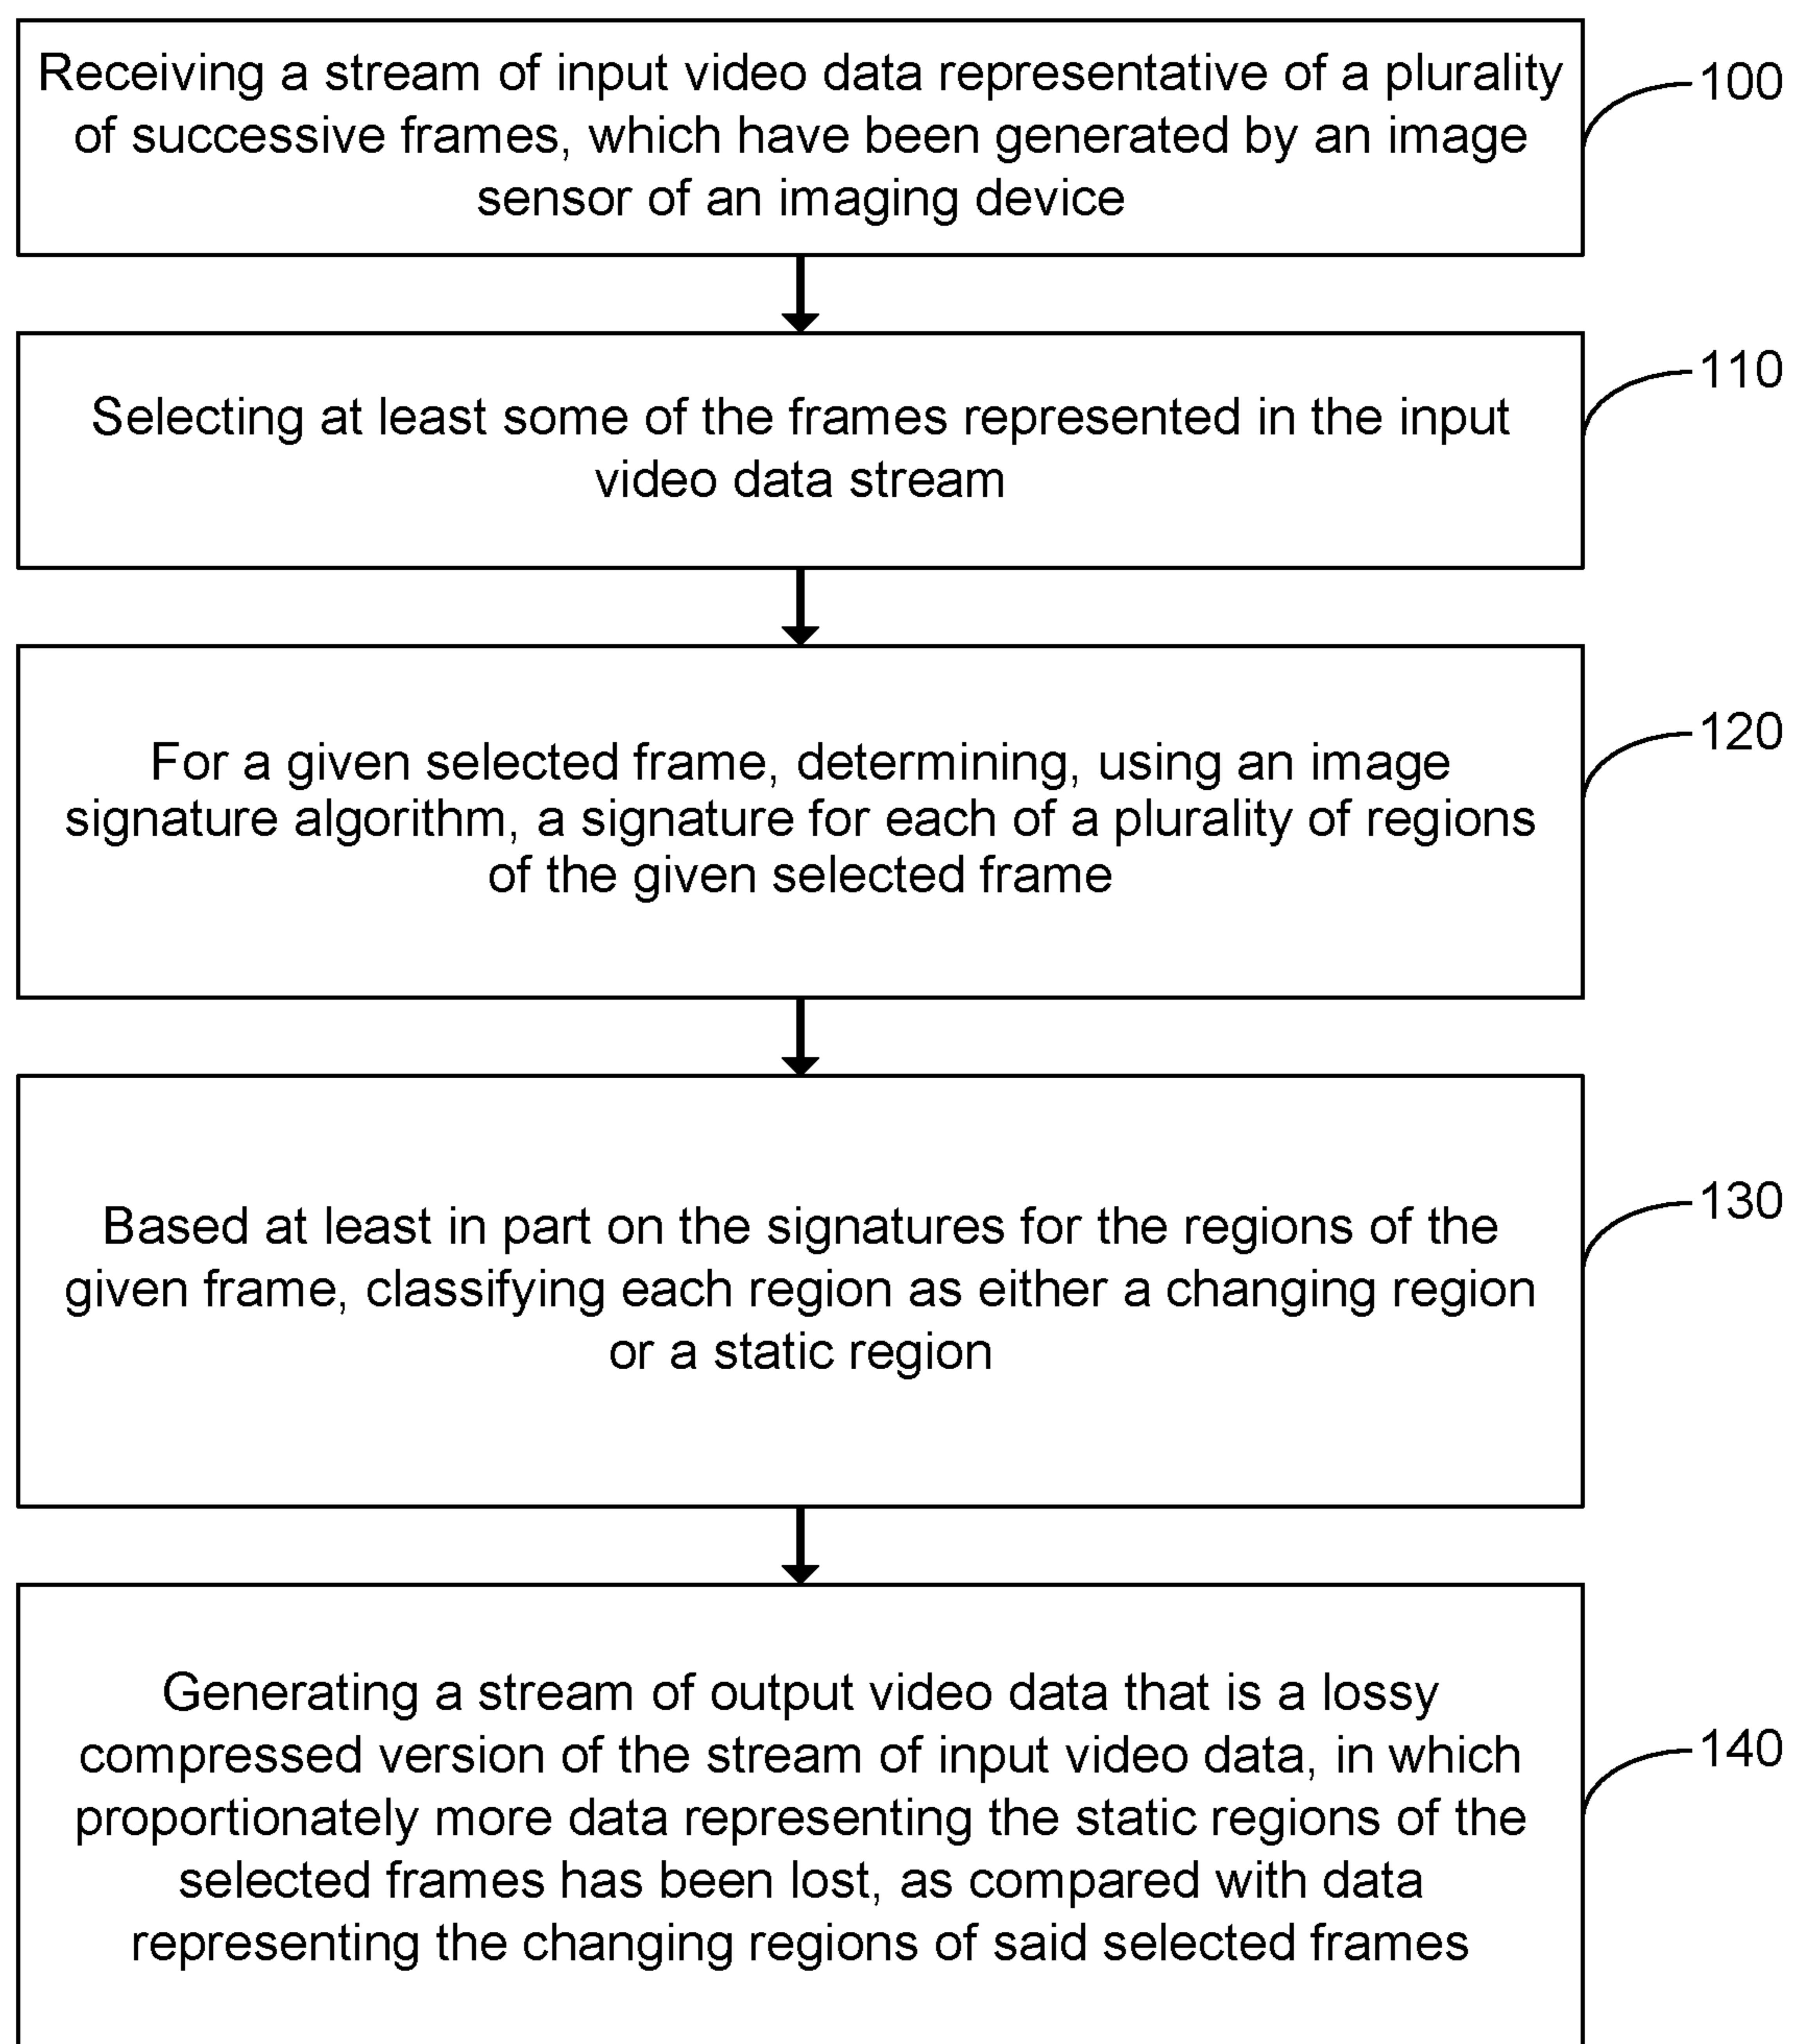 Receiving a stream of input video data representative of a plurality
of successive frames, which have been generated by an image
sensor of an imaging device
100
Selecting at least some of the frames represented in the input
video data stream
110
For a given selected frame, determining, using an image
signature algorithm, a signature for each of a plurality of regions
of the given selected frame
120
Based at least in part on the signatures for the regions of the
given frame, classifying each region as either a changing region
or a static region
130
Generating a stream of output video data that is a lossy
compressed version of the stream of input video data, in which
proportionately more data representing the static regions of the
selected frames has been lost, as compared with data
representing the changing regions of said selected frames
140